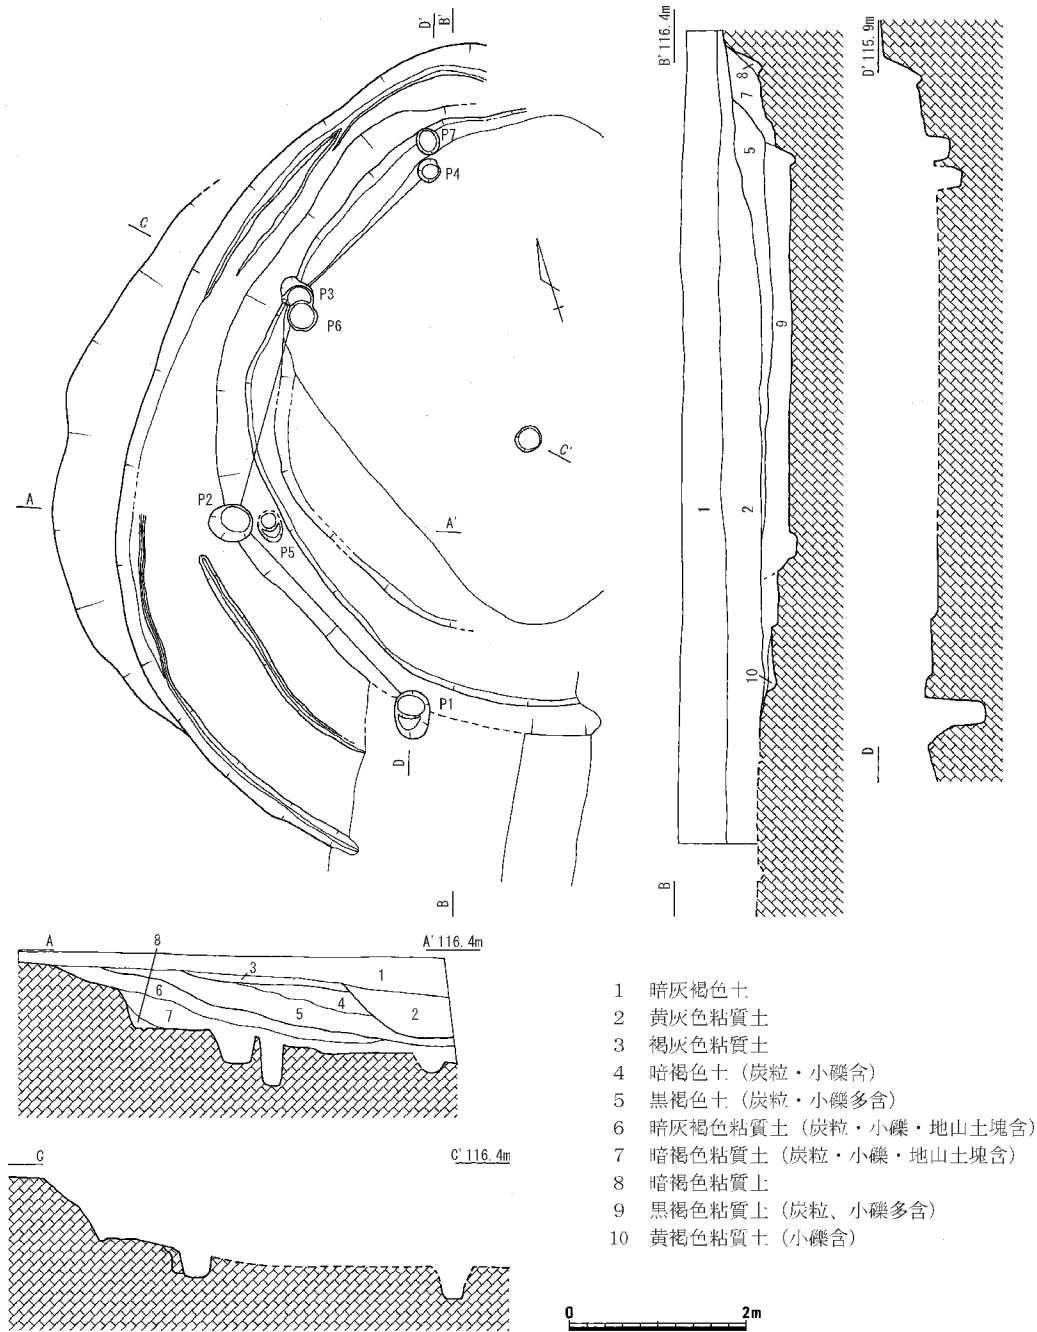 D'
B'
P7
P4
C
P3
P6
C'
A
A'
P2
P5
P1
D
B
B' 116.4m
8
7
5
9
1
2
10
B
D' 115.9m
D
A
8
A' 116.4m
3
1
6
4
5
2
7
C
C' 116.4m
1 暗灰褐色土
2 黄灰色粘質土
3 褐灰色粘質土
4 暗褐色土（炭粒・小礫含）
5 黒褐色土（炭粒・小礫多含）
6 暗灰褐色粘質土（炭粒・小礫・地山土塊含）
7 暗褐色粘質土（炭粒・小礫・地山土塊含）
8 暗褐色粘質土
9 黒褐色粘質土（炭粒、小礫多含）
10 黄褐色粘質土（小礫含）
0 2m